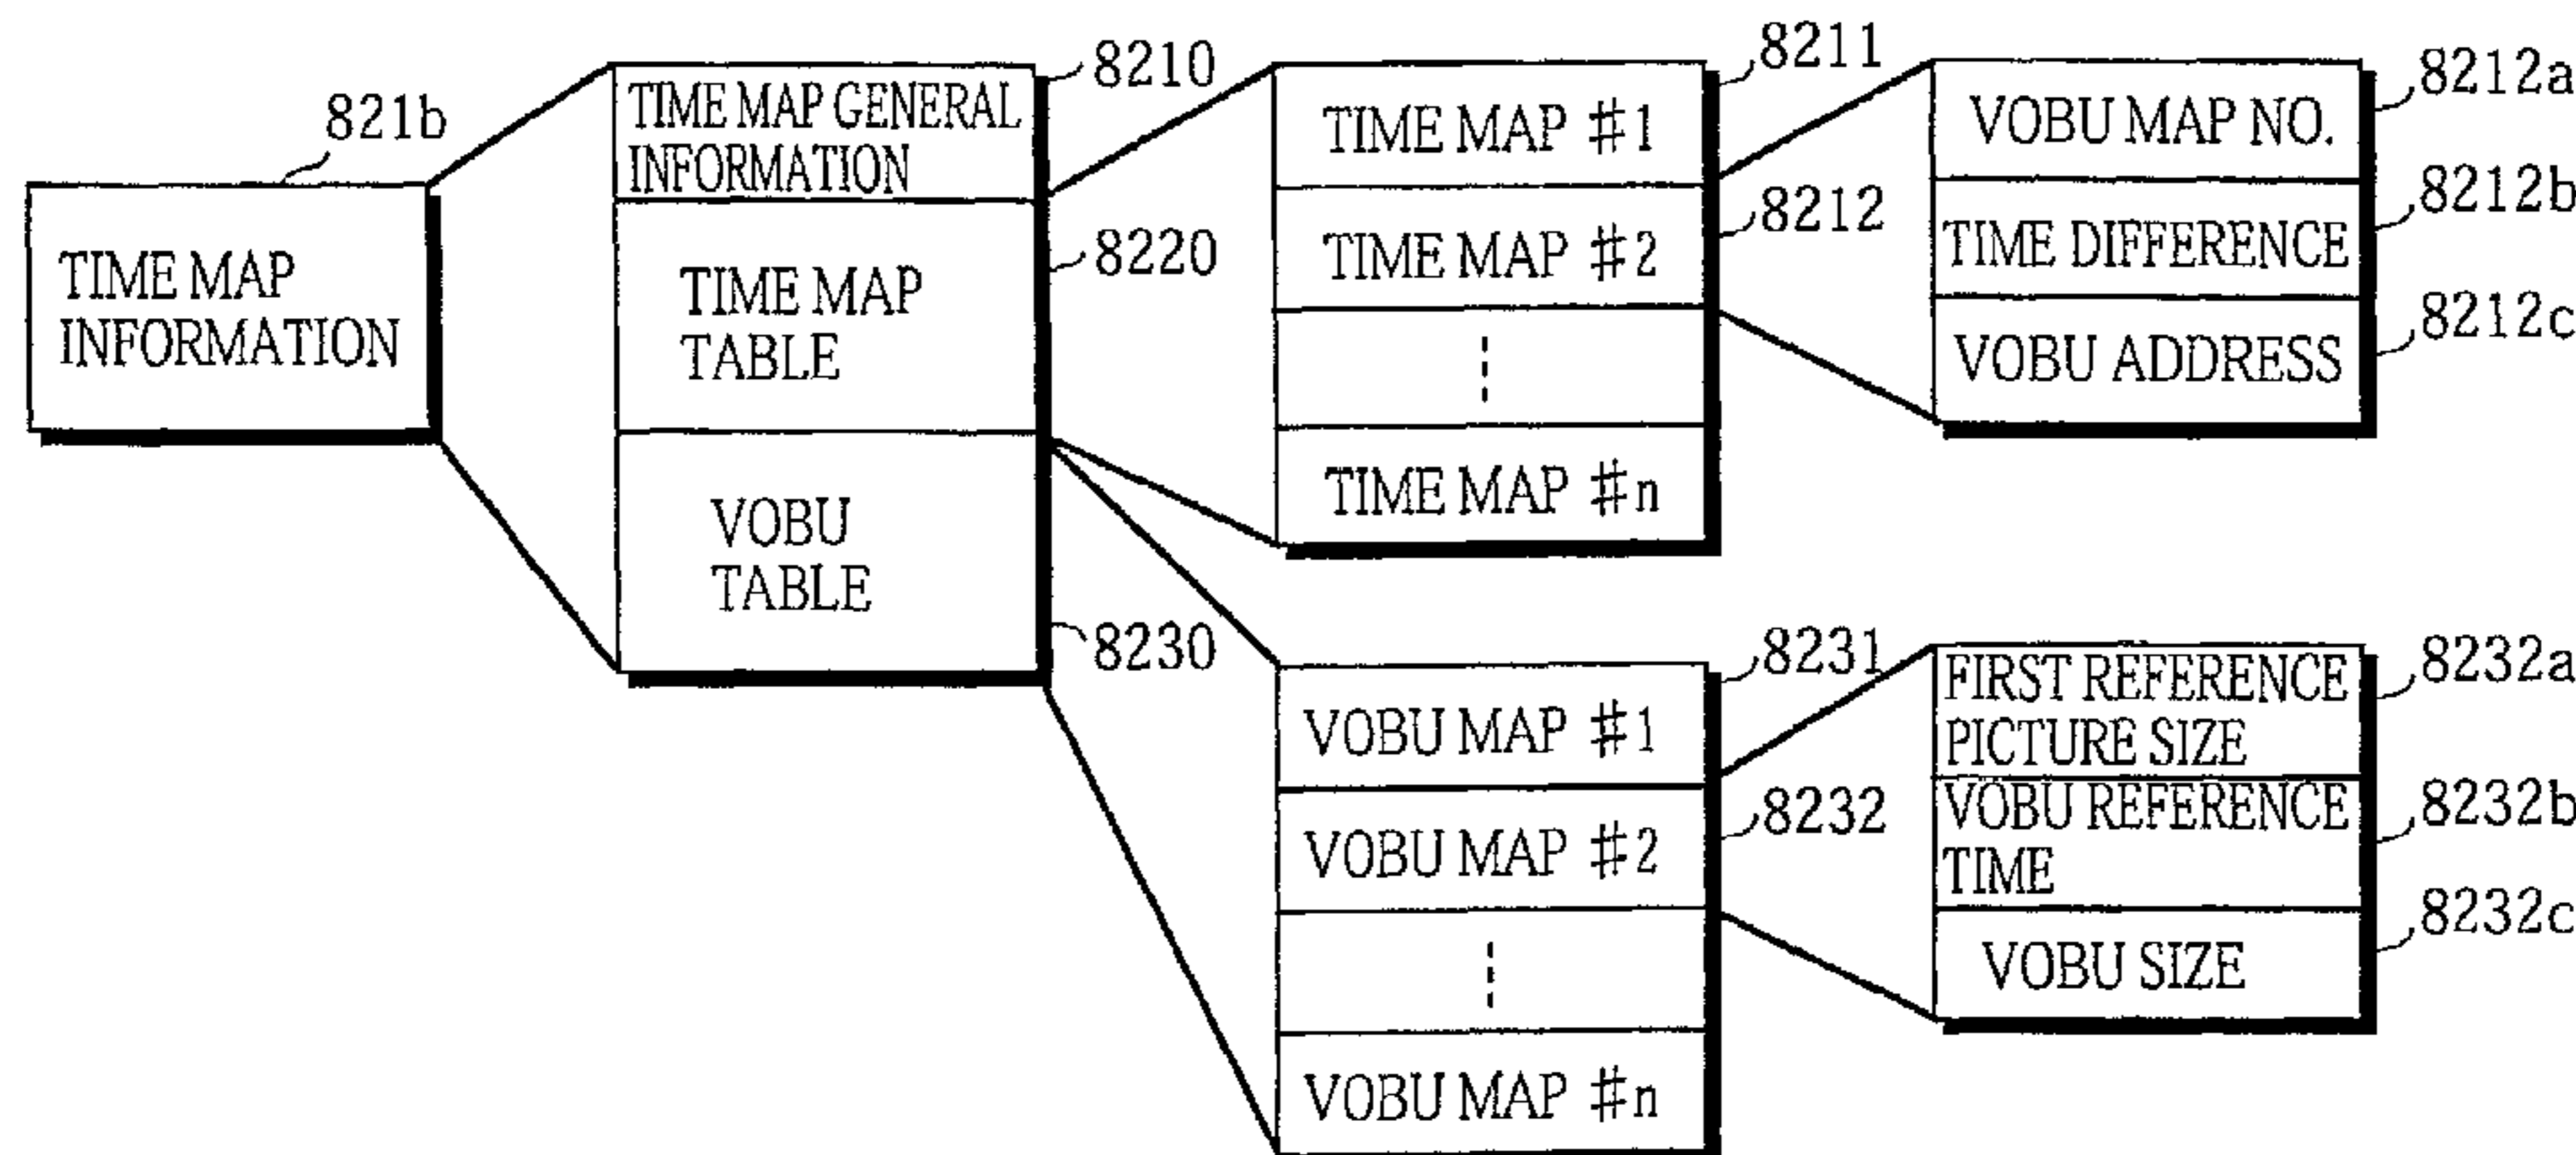 821b
TIME MAP
INFORMATION
8210
TIME MAP GENERAL
INFORMATION
8220
TIME MAP
TABLE
8230
VOBU
TABLE
8211
TIME MAP #1
8212
TIME MAP #2
TIME MAP #n
8212a
VOBU MAP NO.
8212b
TIME DIFFERENCE
8212c
VOBU ADDRESS
8231
VOBU MAP #1
8232
VOBU MAP #2
VOBU MAP #n
8232a
FIRST REFERENCE
PICTURE SIZE
8232b
VOBU REFERENCE
TIME
8232c
VOBU SIZE